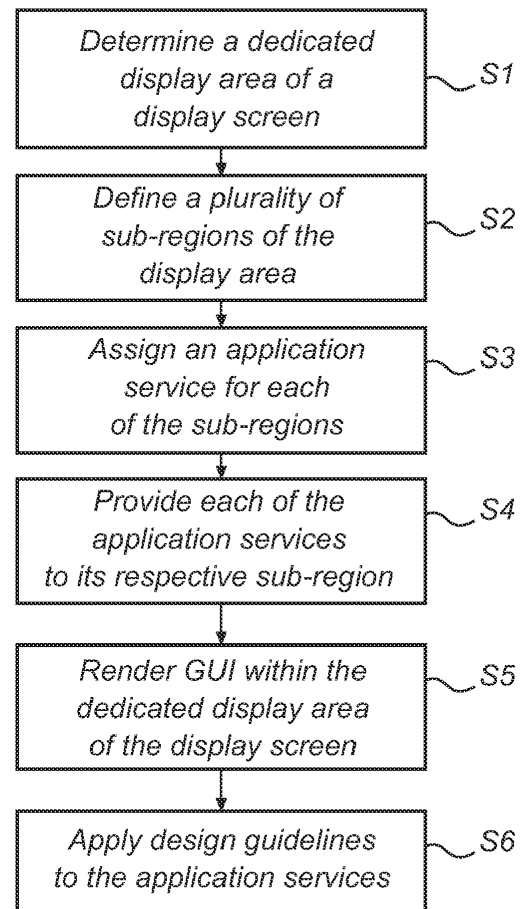 Determine a dedicated
display area of a
display screen
S1
Define a plurality of
sub-regions of the
display area
S2
Assign an application
service for each
of the sub-regions
S3
Provide each of the
application services
to its respective sub-region
S4
Render GUI within the
dedicated display area
of the display screen
S5
Apply design guidelines
to the application services
S6